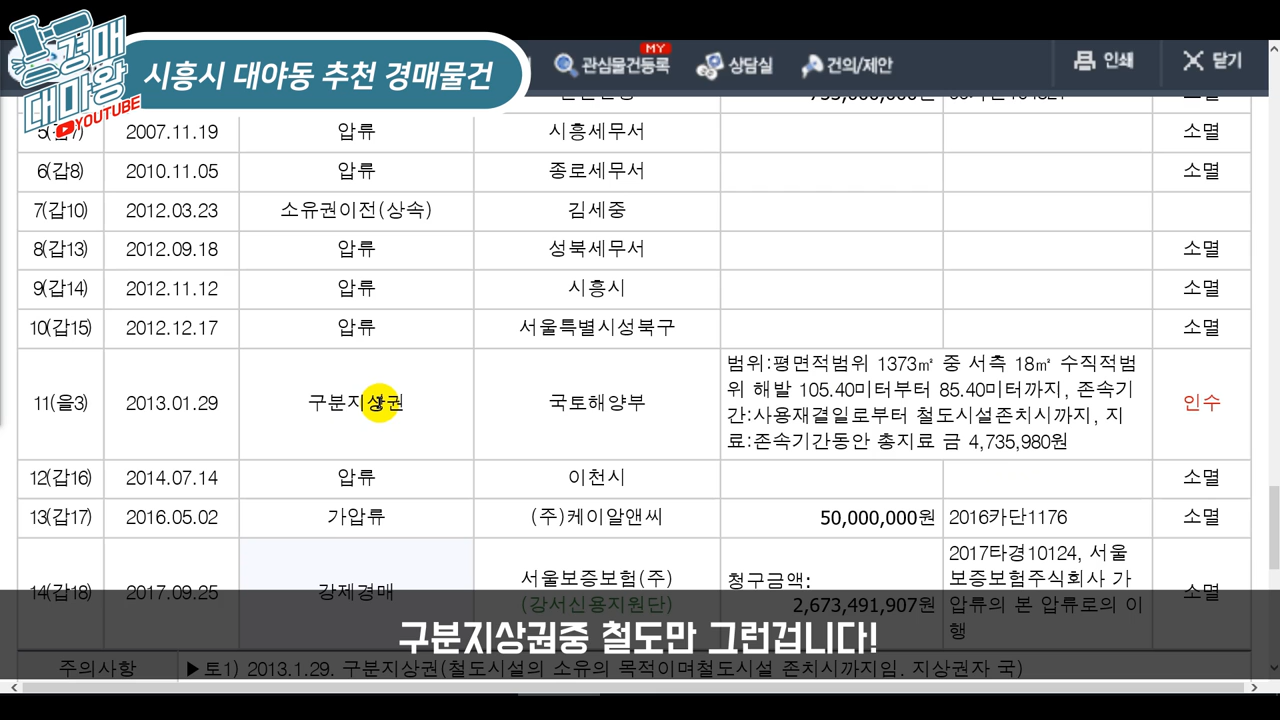 경매
대마왕
YOUTUBE
시흥시 대야동 추천 경매물건
MY
관심물건등록 상담실 건의/제안 인쇄 닫기
5(갑7) 2007.11.19 압류 시흥세무서 소멸
6(갑8) 2010.11.05 압류 종로세무서 소멸
7(갑10) 2012.03.23 소유권이전(상속) 김세중
8(갑13) 2012.09.18 압류 성북세무서 소멸
9(갑14) 2012.11.12 압류 시흥시 소멸
10(갑15) 2012.12.17 압류 서울특별시성북구 소멸
범위:평면적범위 1373㎡ 중 서측 18㎡ 수직적범
위 해발 105.40미터부터 85.40미터까지, 존속기
11(을3) 2013.01.29 구분지상권 국토해양부 인수
간:사용재결일로부터 철도시설존치시까지, 지
료:존속기간동안 총지료 금 4,735,980원
12(갑16) 2014.07.14 압류 이천시 소멸
13(갑17) 2016.05.02 가압류 (주)케이알앤씨 50,000,000원 2016카단1176 소멸
14(갑18) 2017.09.25 강제경매 서울보증보험(주) 청구금액: 2017타경10124, 서울 소멸
(강서신용지원단) 2,673,491,907원 보증보험주식회사 가
압류의 본 압류로의 이
행
구분지상권중 철도만 그런겁니다!
주의사항 ▶토1) 2013.1.29. 구분지상권(철도시설의 소유의 목적이며철도시설 존치시까지임. 지상권자 국)